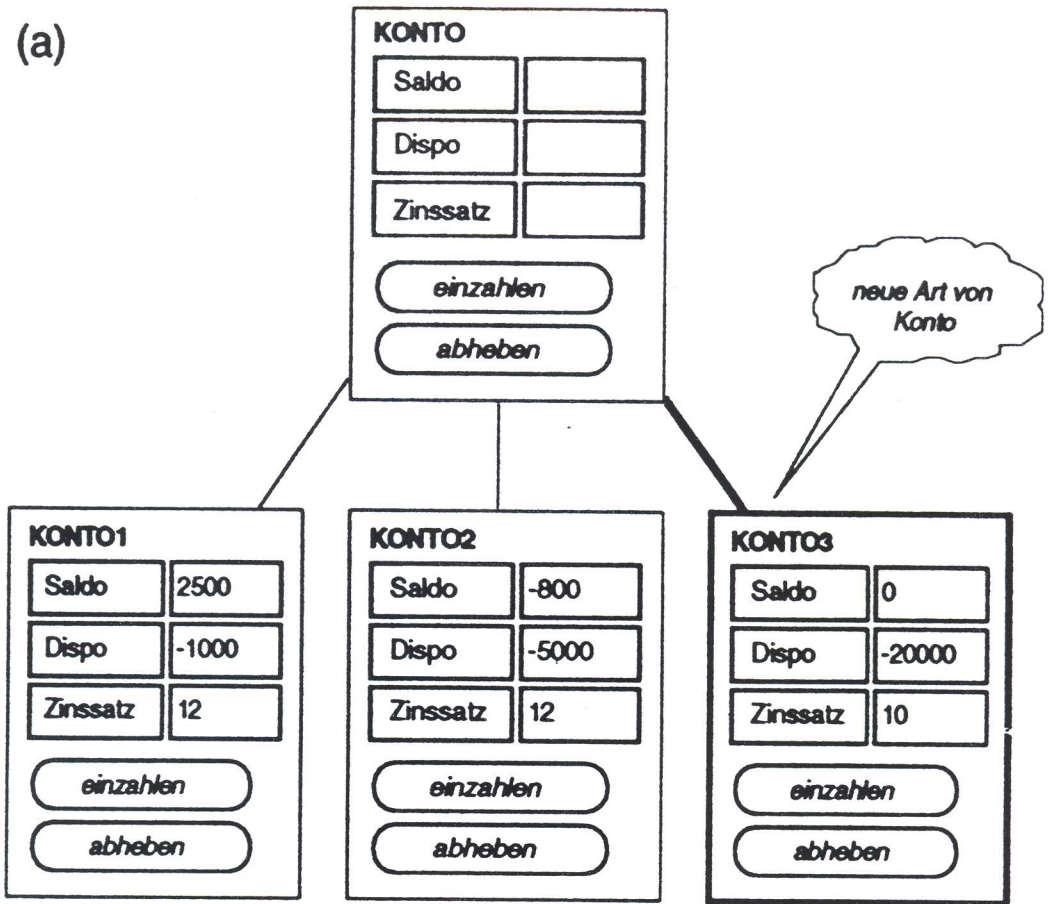 (a)
KONTO
Saldo
Dispo
Zinssatz
einzahlen
abheben
neue Art von
Konto
KONTO1
Saldo 2500
Dispo -1000
Zinssatz 12
einzahlen
abheben
KONTO2
Saldo -800
Dispo -5000
Zinssatz 12
einzahlen
abheben
KONTO3
Saldo 0
Dispo -20000
Zinssatz 10
einzahlen
abheben